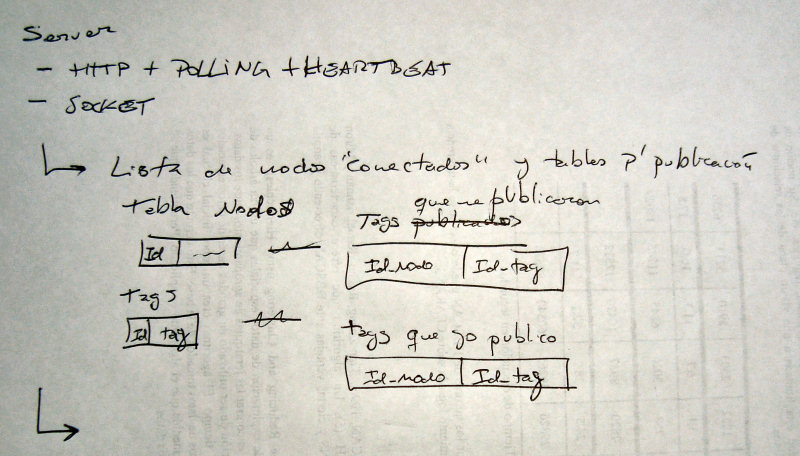 Server
- HTTP + POLLING + HEARTBEAT
- SOCKET
Lista de nodos "conectados" y tablas p' publicación
Tabla Nodos
Id
que me publicaron
Tags publicados
Id_nodo Id_tag
Tags
Id tag
Tags que yo publico
Id_nodo Id_tag